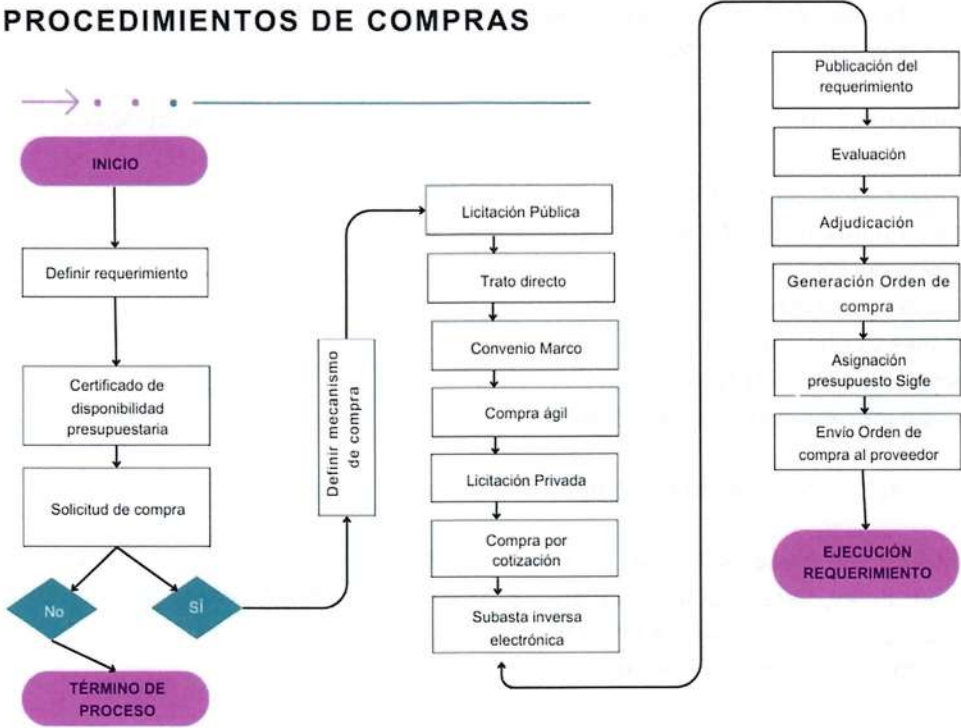 PROCEDIMIENTOS DE COMPRAS
INICIO
Definir requerimiento
Certificado de
disponibilidad
presupuestaria
Solicitud de compra
No
SÍ
TÉRMINO DE
PROCESO
Definir mecanismo
de compra
Licitación Pública
Trato directo
Convenio Marco
Compra ágil
Licitación Privada
Compra por
cotización
Subasta inversa
electrónica
Publicación del
requerimiento
Evaluación
Adjudicación
Generación Orden de
compra
Asignación
presupuesto Sigfe
Envío Orden de
compra al proveedor
EJECUCIÓN
REQUERIMIENTO